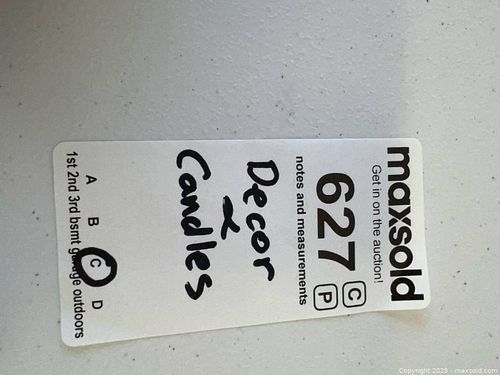 maxsold
Get in on the auction!
627 C P
notes and measurements
Decor
&
Candles
A B C D
1st 2nd 3rd bsmt garage outdoors
Copyright 2025 - maxsold.com